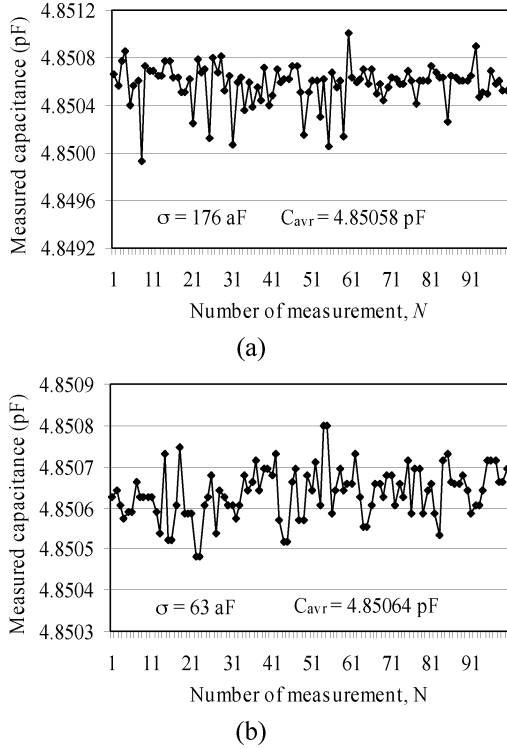 4.8512
4.8508
4.8504
4.8500
4.8496
4.8492
Measured capacitance (pF)
σ = 176 aF Cavr = 4.85058 pF
1 11 21 31 41 51 61 71 81 91
Number of measurement, N
(a)
4.8509
4.8508
4.8507
4.8506
4.8505
4.8504
4.8503
Measured capacitance (pF)
σ = 63 aF Cavr = 4.85064 pF
1 11 21 31 41 51 61 71 81 91
Number of measurement, N
(b)